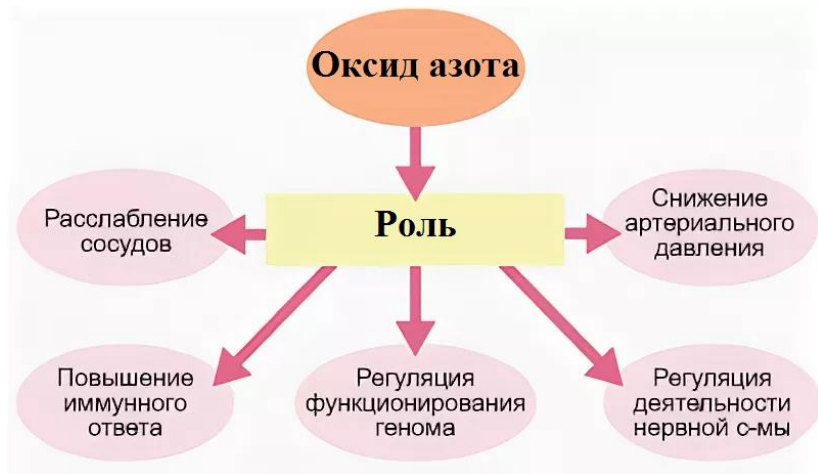 Оксид азота
Роль
Расслабление
сосудов
Снижение
артериального
давления
Повышение
иммунного
ответа
Регуляция
функционирования
генома
Регуляция
деятельности
нервной с-мы